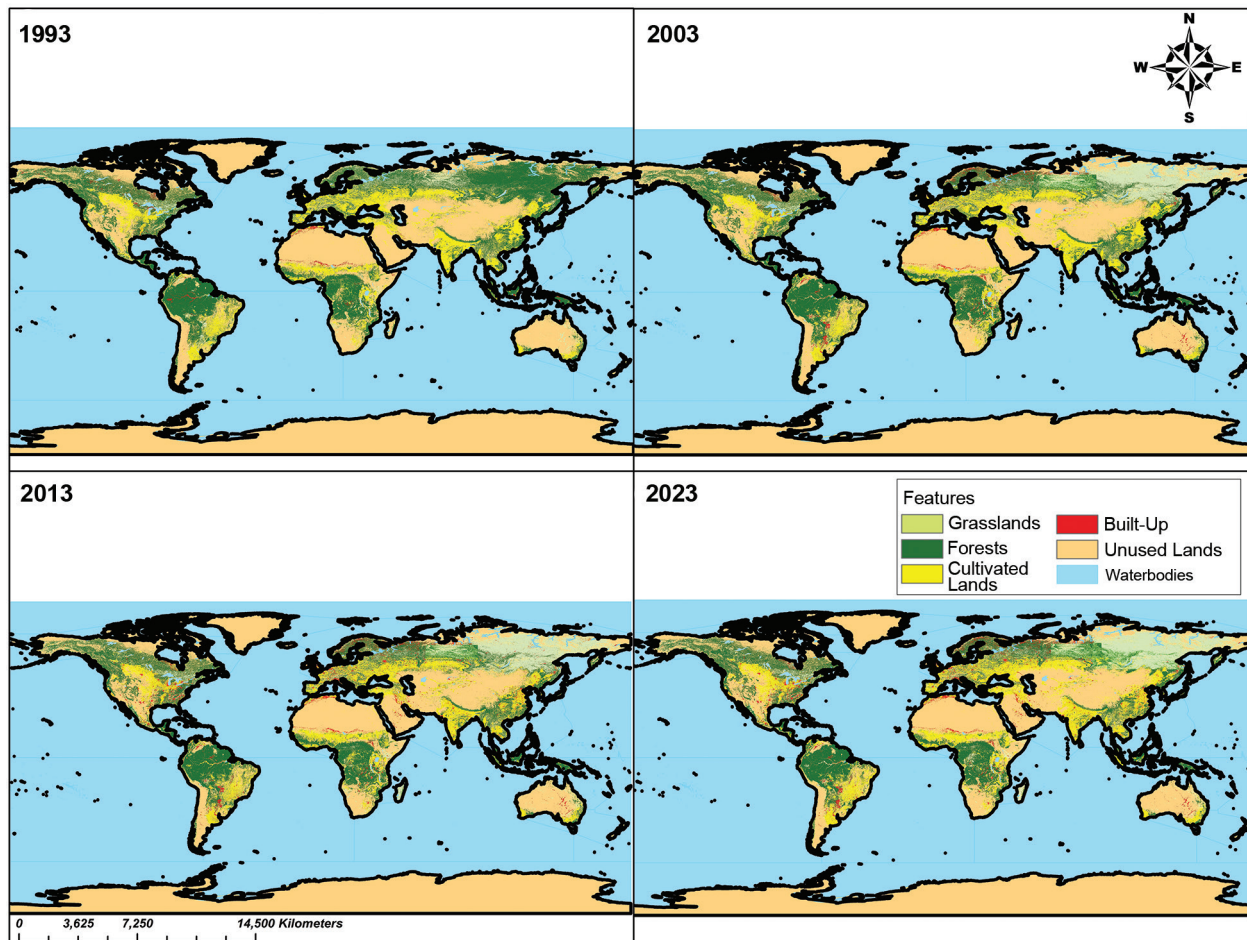 1993
2003
N
W
E
S
2013
2023
Features
Grasslands
Forests
Cultivated
Lands
Built-Up
Unused Lands
Waterbodies
0 3,625 7,250 14,500 Kilometers